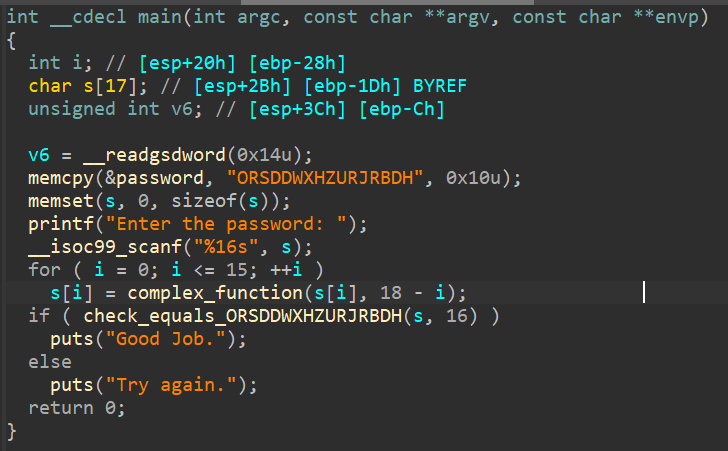 int __cdecl main(int argc, const char **argv, const char **envp)
{
  int i; // [esp+20h] [ebp-28h]
  char s[17]; // [esp+2Bh] [ebp-1Dh] BYREF
  unsigned int v6; // [esp+3Ch] [ebp-Ch]

  v6 = __readgsdword(0x14u);
  memcpy(&password, "ORSDDWXHZURJRBDH", 0x10u);
  memset(s, 0, sizeof(s));
  printf("Enter the password: ");
  __isoc99_scanf("%16s", s);
  for ( i = 0; i <= 15; ++i )
    s[i] = complex_function(s[i], 18 - i);
  if ( check_equals_ORSDDWXHZURJRBDH(s, 16) )
    puts("Good Job.");
  else
    puts("Try again.");
  return 0;
}